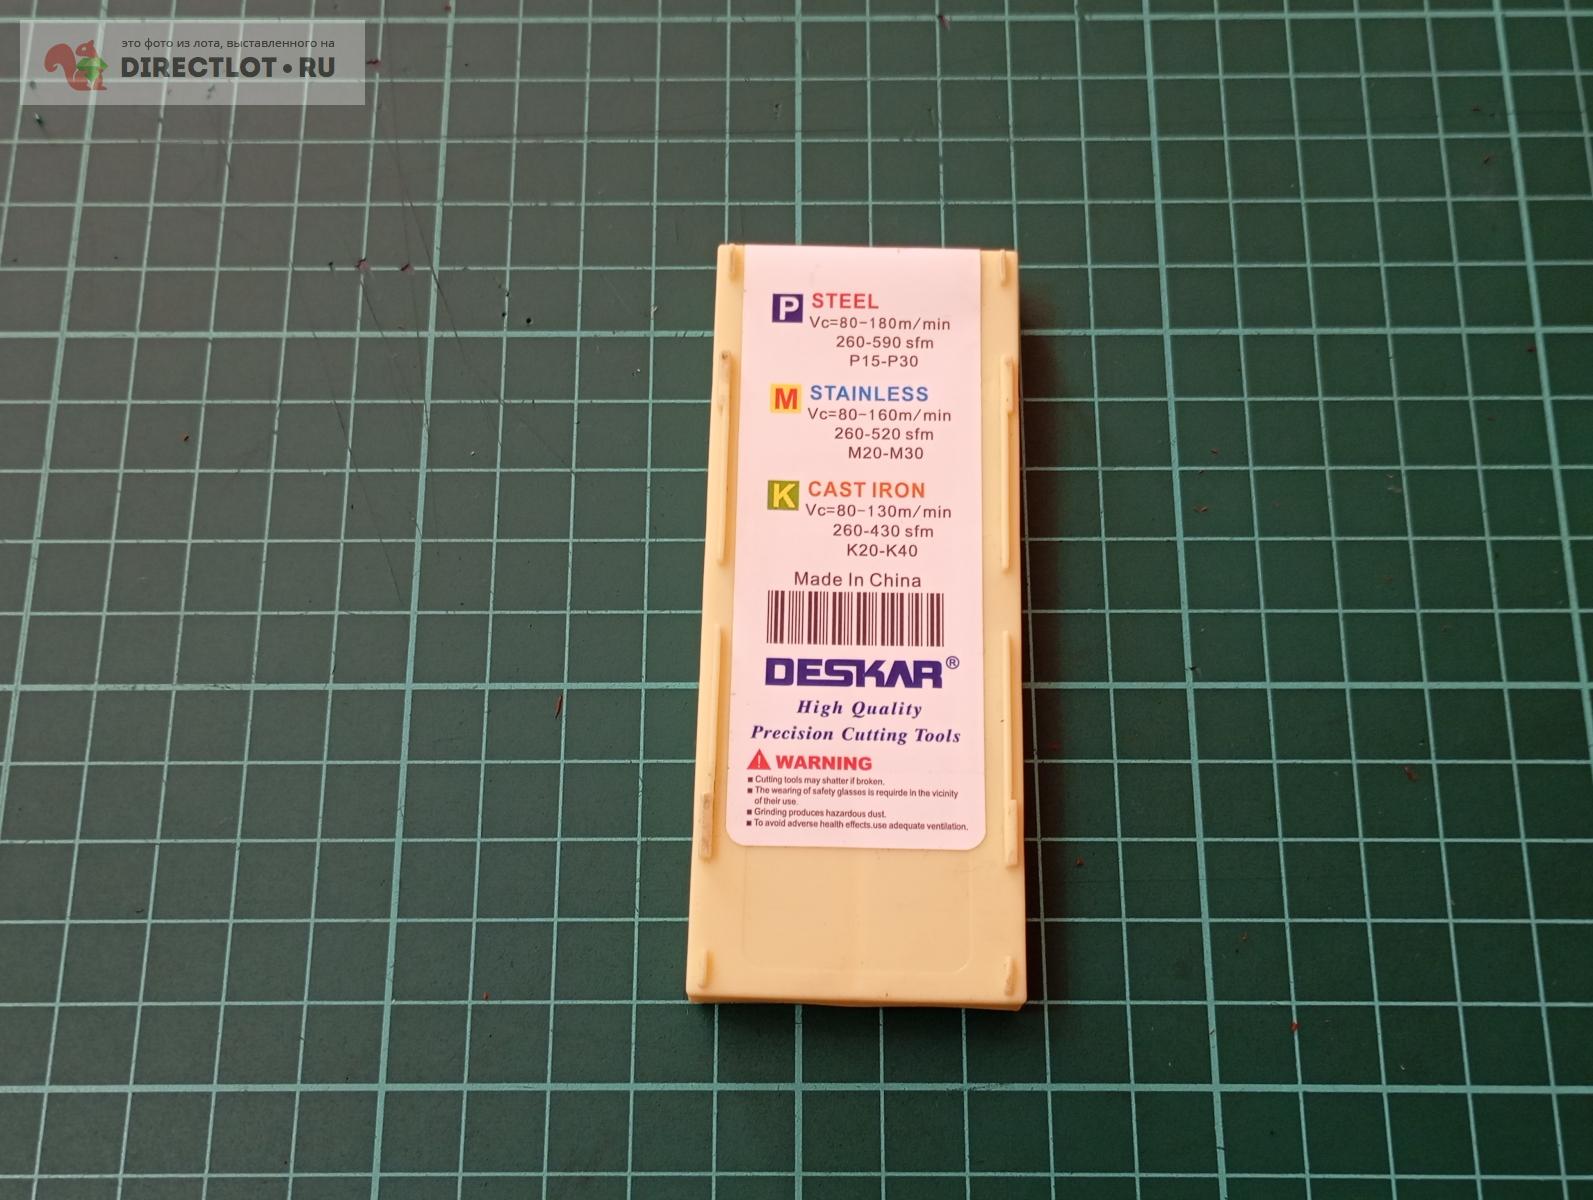 это фото из лота, выставленного на
DIRECTLOT•RU
P STEEL
Vc=80-180m/min
260-590 sfm
P15-P30
M STAINLESS
Vc=80-160m/min
260-520 sfm
M20-M30
K CAST IRON
Vc=80-130m/min
260-430 sfm
K20-K40
Made In China
DESKAR®
High Quality
Precision Cutting Tools
WARNING
■ Cutting tools may shatter if broken.
■ The wearing of safety glasses is requirde in the vicinity
of their use.
■ Grinding produces hazardous dust.
■ To avoid adverse health effects.use adequate ventilation.